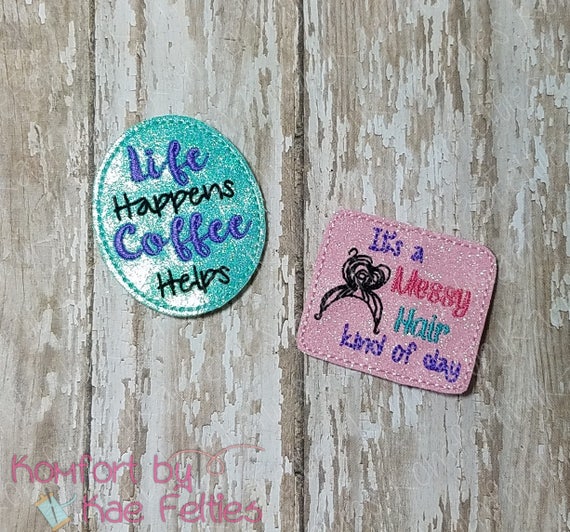 Life
Happens
Coffee
Helps
It's a
Messy
Hair
kind of day
Komfort by
Kae Felties